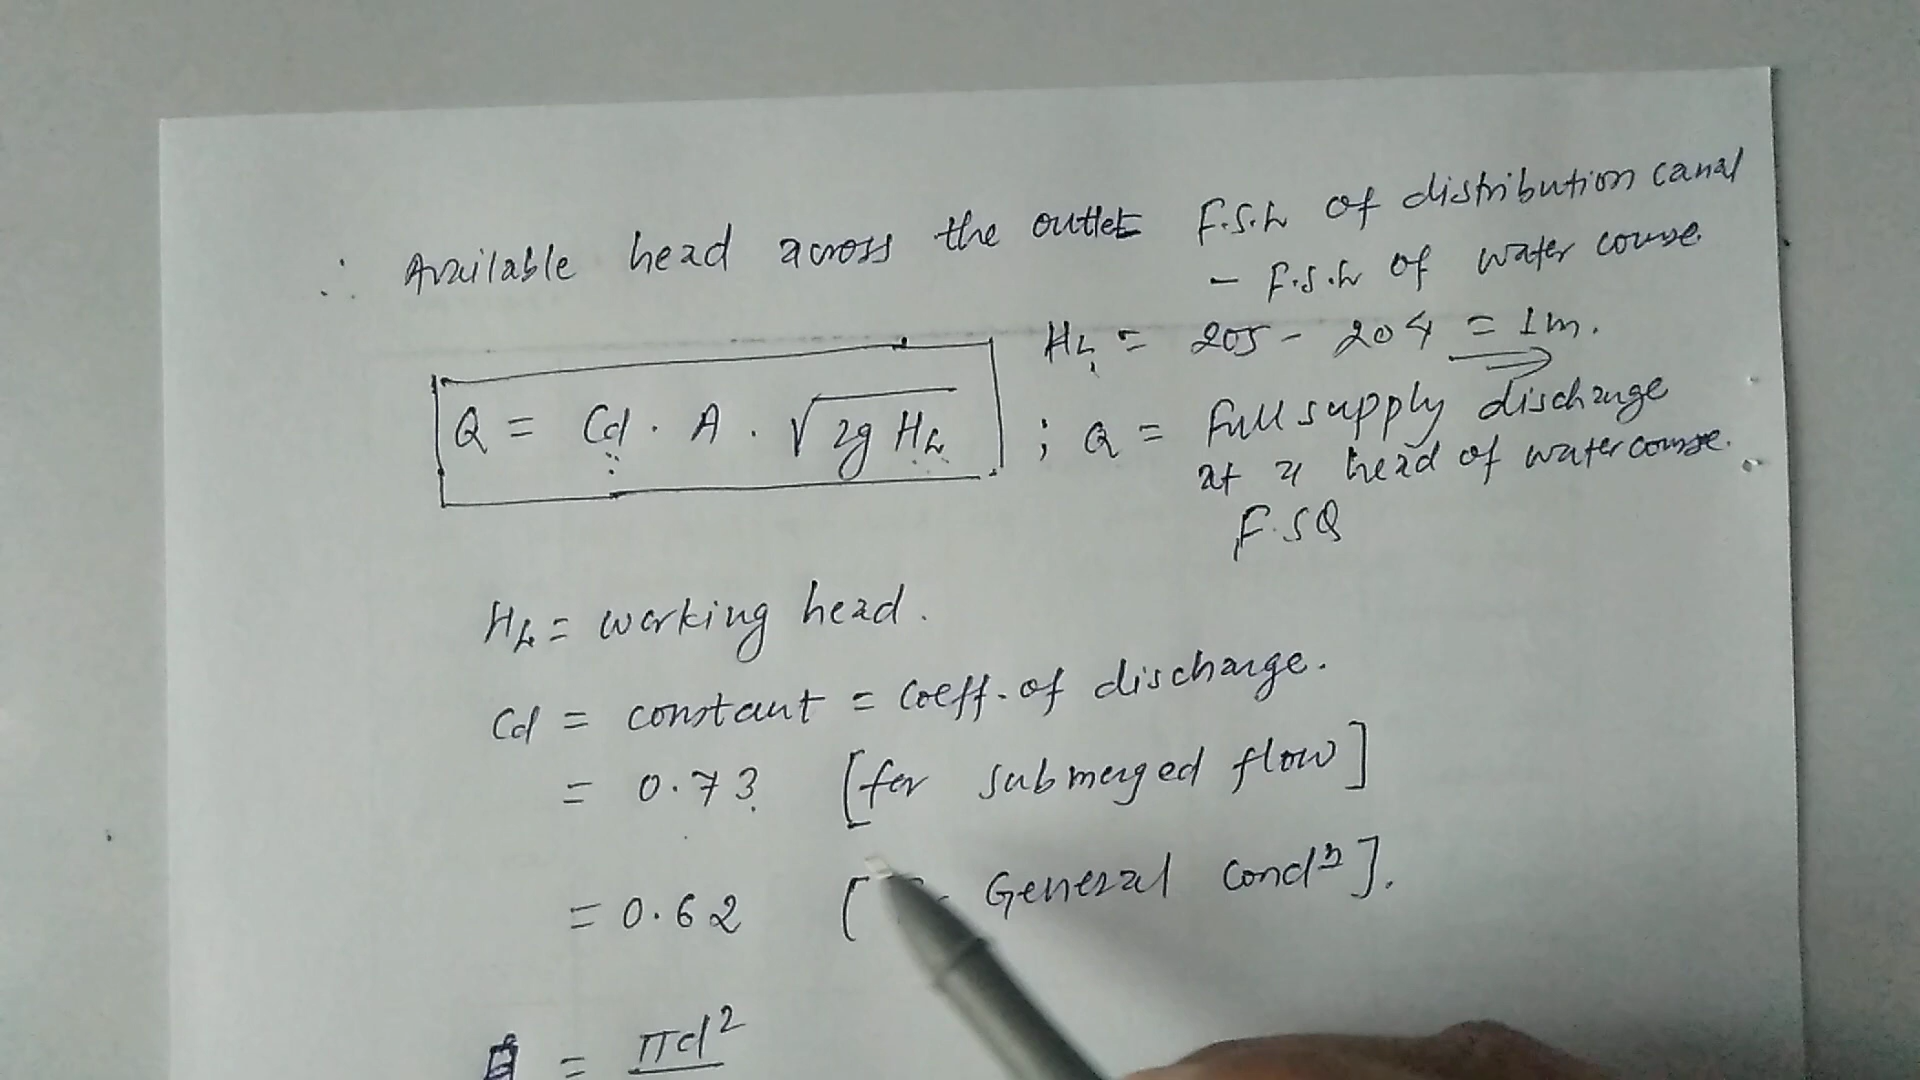 ∴ Available head across the outlet F.S.L of distribution canal
- F.S.L of water course
H_L = 205 - 204 = 1m.
Q = Cd . A . √2g H_L ; Q = Full supply discharge
at head of water course.
F.SQ
H_L = working head.
Cd = constant = Coeff. of discharge.
= 0.73 [for submerged flow]
= 0.62 [ General condⁿ].
= πd²